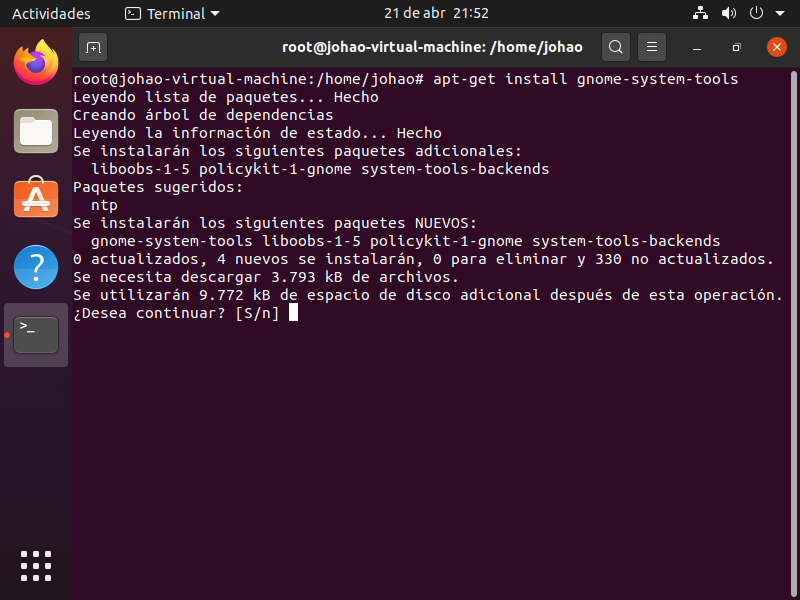 Actividades
Terminal
21 de abr 21:52
root@johao-virtual-machine: /home/johao
root@johao-virtual-machine:/home/johao# apt-get install gnome-system-tools
Leyendo lista de paquetes... Hecho
Creando árbol de dependencias
Leyendo la información de estado... Hecho
Se instalarán los siguientes paquetes adicionales:
liboobs-1-5 policykit-1-gnome system-tools-backends
Paquetes sugeridos:
ntp
Se instalarán los siguientes paquetes NUEVOS:
gnome-system-tools liboobs-1-5 policykit-1-gnome system-tools-backends
0 actualizados, 4 nuevos se instalarán, 0 para eliminar y 330 no actualizados.
Se necesita descargar 3.793 kB de archivos.
Se utilizarán 9.772 kB de espacio de disco adicional después de esta operación.
¿Desea continuar? [S/n]